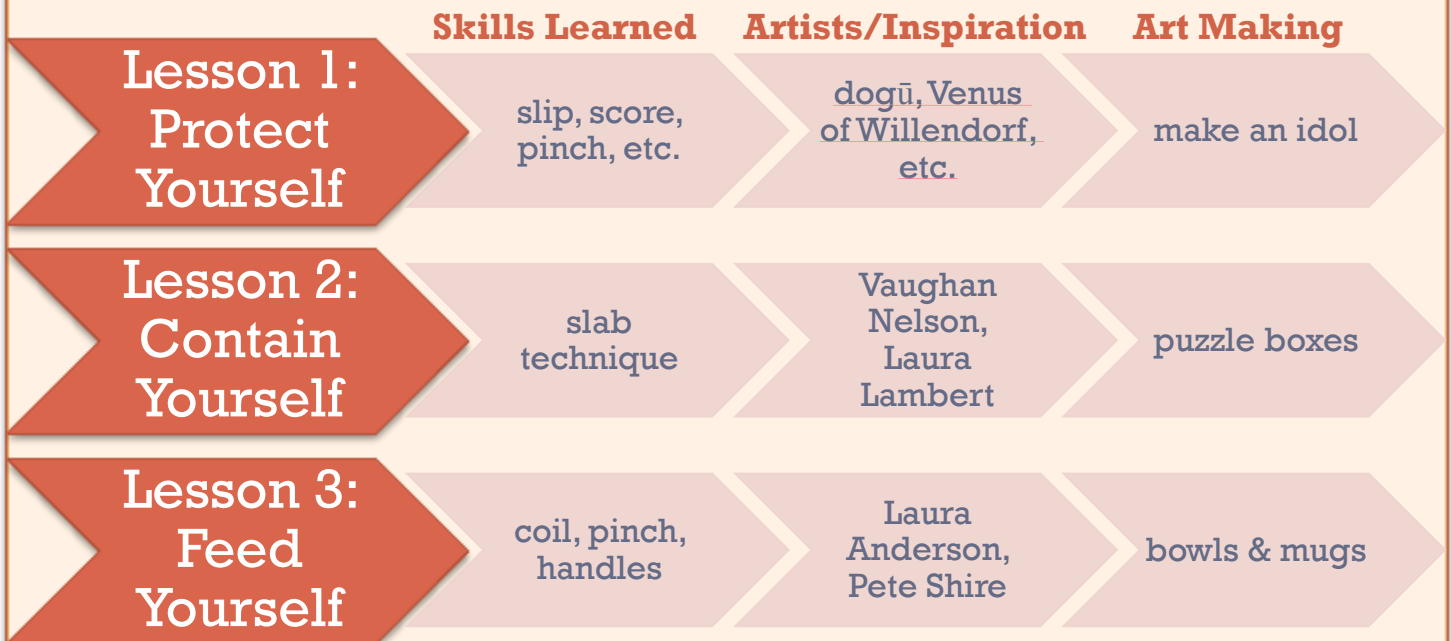 Skills Learned
Artists/Inspiration
Art Making
Lesson 1:
Protect
Yourself
slip, score,
pinch, etc.
dogū, Venus
of Willendorf,
etc.
make an idol
Lesson 2:
Contain
Yourself
slab
technique
Vaughan
Nelson,
Laura
Lambert
puzzle boxes
Lesson 3:
Feed
Yourself
coil, pinch,
handles
Laura
Anderson,
Pete Shire
bowls & mugs